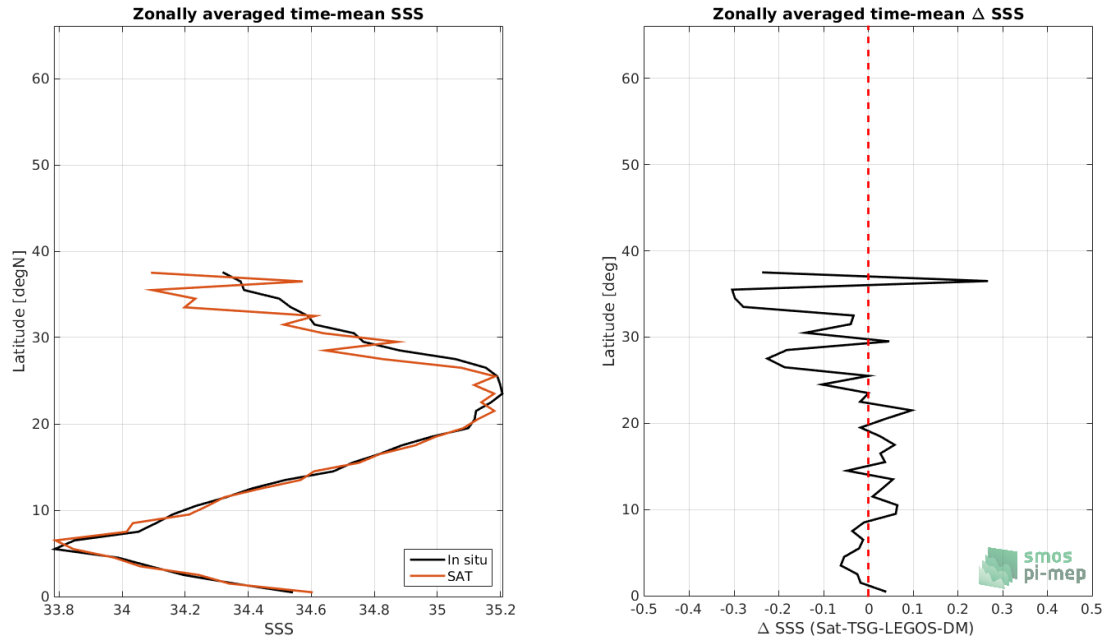 Zonally averaged time-mean SSS
60
50
40
30
20
10
0
Latitude [degN]
33.8 34 34.2 34.4 34.6 34.8 35 35.2
SSS
In situ
SAT
Zonally averaged time-mean Δ SSS
60
50
40
30
20
10
0
Latitude [deg]
-0.5 -0.4 -0.3 -0.2 -0.1 0 0.1 0.2 0.3 0.4 0.5
Δ SSS (Sat-TSG-LEGOS-DM)
smos
pi-mep